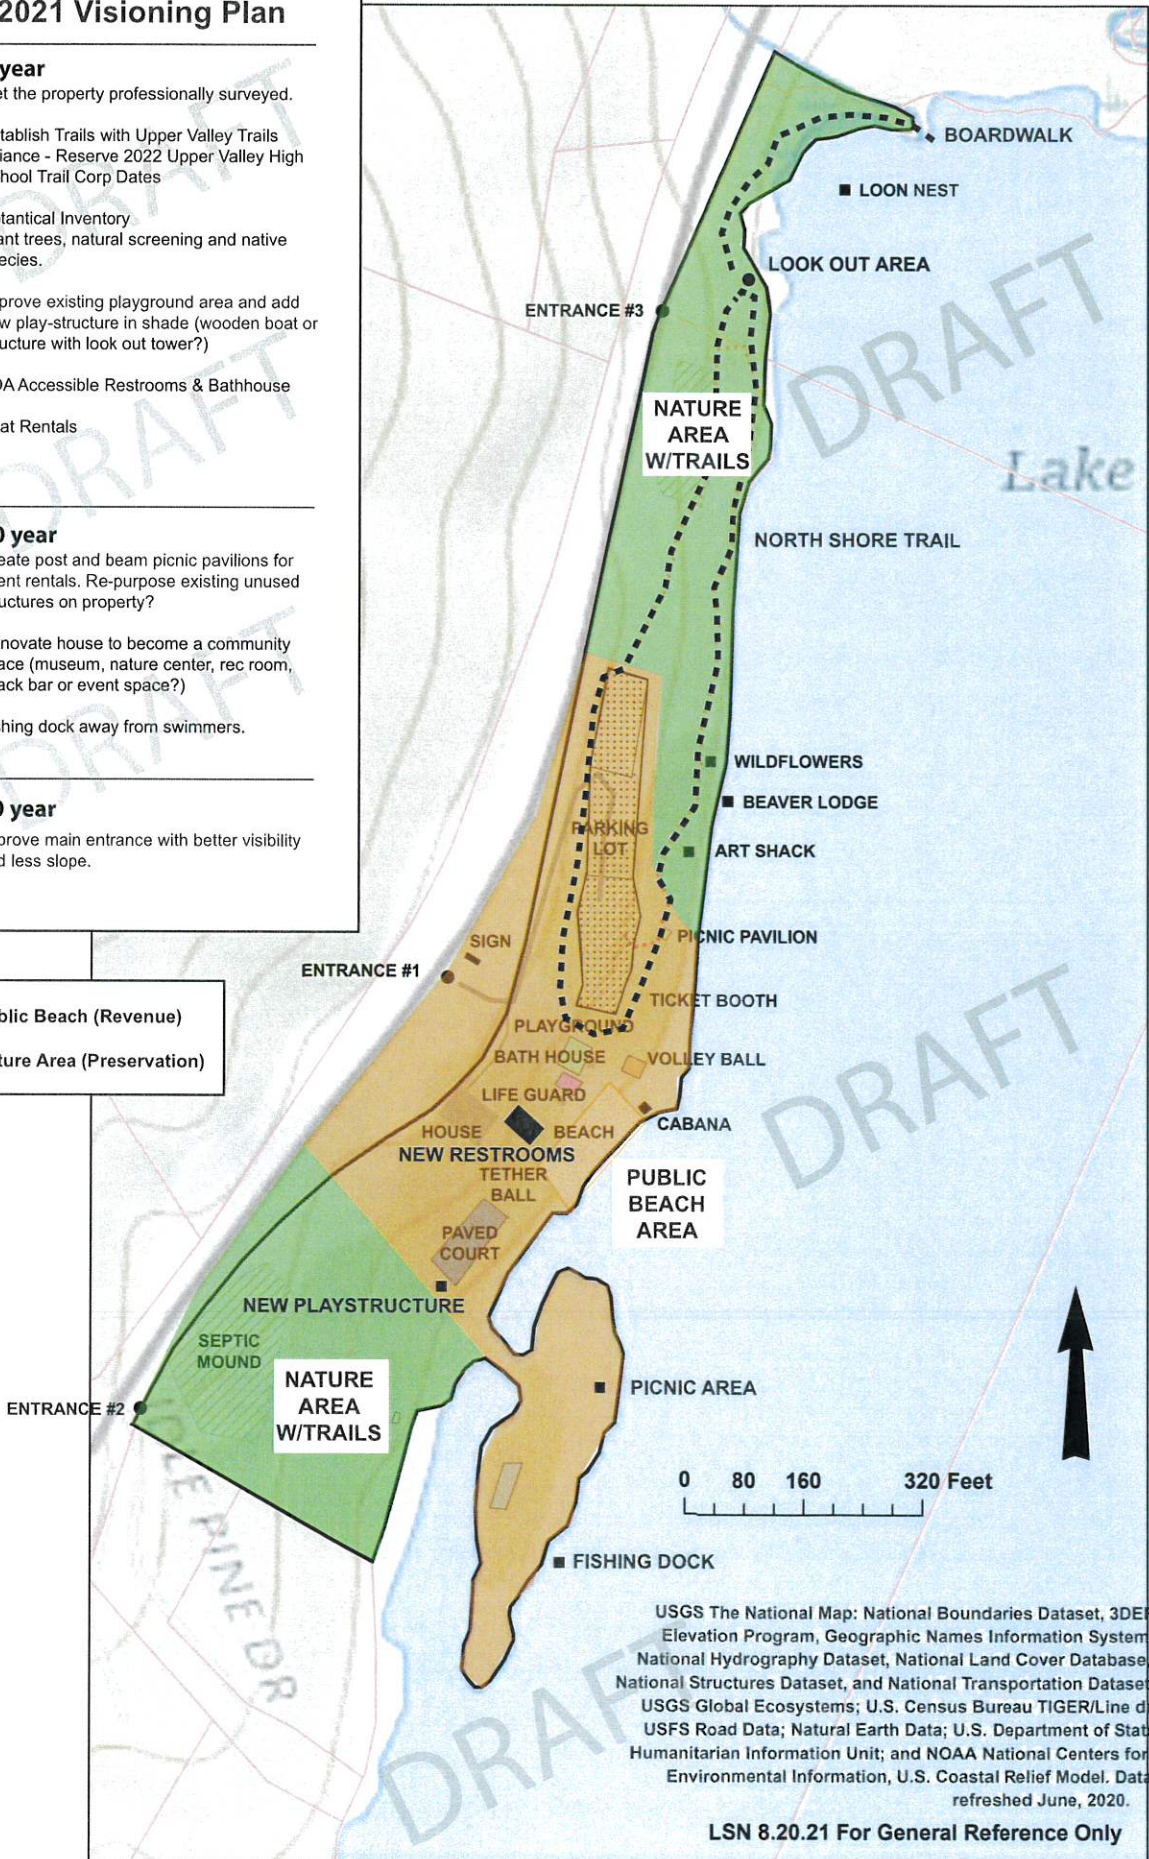 2021 Visioning Plan
year
et the property professionally surveyed.
tablish Trails with Upper Valley Trails
iance - Reserve 2022 Upper Valley High
hool Trail Corp Dates
tantical Inventory
ant trees, natural screening and native
ecies.
prove existing playground area and add
w play-structure in shade (wooden boat or
ucture with look out tower?)
DA Accessible Restrooms & Bathhouse
at Rentals
0 year
eate post and beam picnic pavilions for
ent rentals. Re-purpose existing unused
uctures on property?
novate house to become a community
ace (museum, nature center, rec room,
ack bar or event space?)
shing dock away from swimmers.
0 year
prove main entrance with better visibility
d less slope.
blic Beach (Revenue)
ture Area (Preservation)
DRAFT
DRAFT
DRAFT
DRAFT
DRAFT
DRAFT
BOARDWALK
LOON NEST
LOOK OUT AREA
ENTRANCE #3
NATURE
AREA
W/TRAILS
Lake
NORTH SHORE TRAIL
WILDFLOWERS
BEAVER LODGE
PARKING
LOT
ART SHACK
PICNIC PAVILION
SIGN
ENTRANCE #1
TICKET BOOTH
PLAYGROUND
BATH HOUSE
VOLLEY BALL
LIFE GUARD
HOUSE
BEACH
CABANA
NEW RESTROOMS
TETHER
BALL
PUBLIC
BEACH
AREA
PAVED
COURT
NEW PLAYSTRUCTURE
SEPTIC
MOUND
NATURE
AREA
W/TRAILS
ENTRANCE #2
PICNIC AREA
PINE DR
0 80 160 320 Feet
FISHING DOCK
USGS The National Map: National Boundaries Dataset, 3DEP
Elevation Program, Geographic Names Information System
National Hydrography Dataset, National Land Cover Database,
National Structures Dataset, and National Transportation Dataset
USGS Global Ecosystems; U.S. Census Bureau TIGER/Line d
USFS Road Data; Natural Earth Data; U.S. Department of Stat
Humanitarian Information Unit; and NOAA National Centers for
Environmental Information, U.S. Coastal Relief Model. Data
refreshed June, 2020.
LSN 8.20.21 For General Reference Only